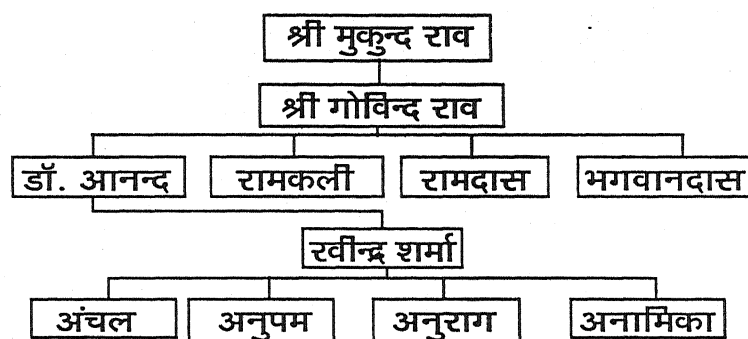 श्री मुकुन्द राव
श्री गोविन्द राव
डॉ. आनन्द रामकली रामदास भगवानदास
रवीन्द्र शर्मा
अंचल अनुपम अनुराग अनामिका